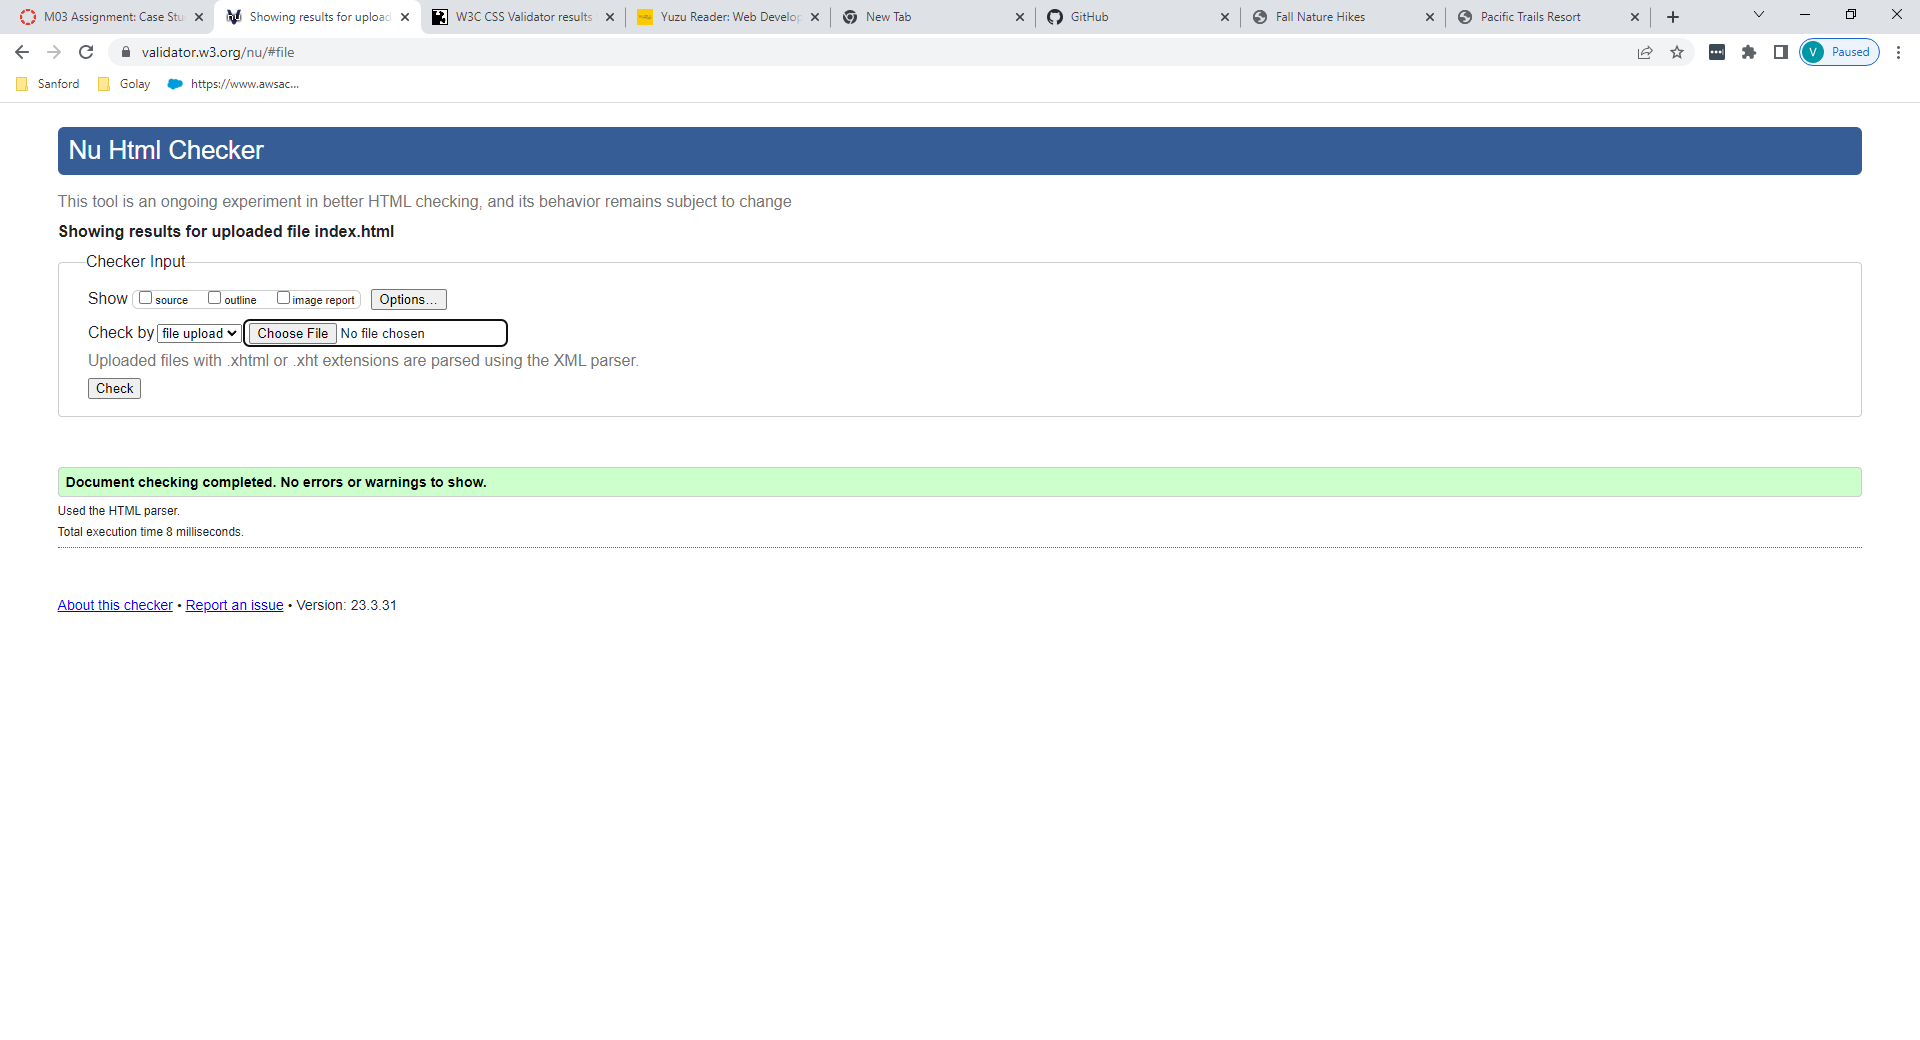 M03 Assignment: Case Stu
Showing results for upload
W3C CSS Validator results
Yuzu Reader: Web Develop
New Tab
GitHub
Fall Nature Hikes
Pacific Trails Resort
validator.w3.org/nu/#file
V Paused
Sanford
Golay
https://www.awsac...
Nu Html Checker
This tool is an ongoing experiment in better HTML checking, and its behavior remains subject to change
Showing results for uploaded file index.html
Checker Input
Show source outline image report Options...
Check by file upload Choose File No file chosen
Uploaded files with .xhtml or .xht extensions are parsed using the XML parser.
Check
Document checking completed. No errors or warnings to show.
Used the HTML parser.
Total execution time 8 milliseconds.
About this checker • Report an issue • Version: 23.3.31